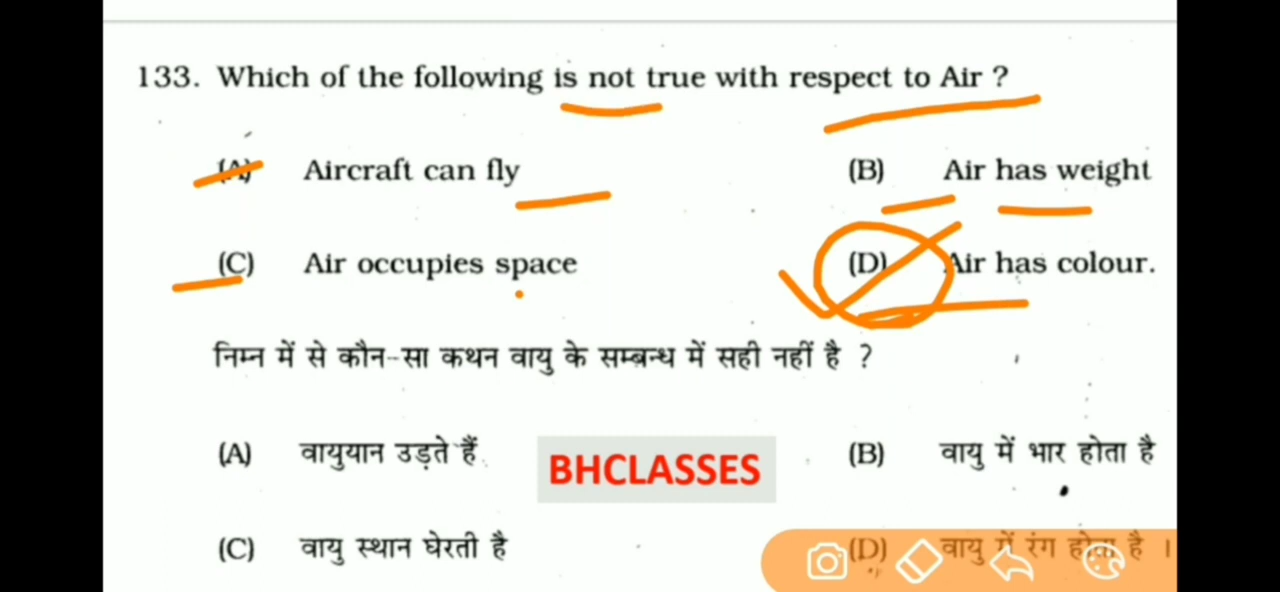 133. Which of the following is not true with respect to Air ?
(A) Aircraft can fly (B) Air has weight
(C) Air occupies space (D) Air has colour.
निम्न में से कौन-सा कथन वायु के सम्बन्ध में सही नहीं है ?
(A) वायुयान उड़ते हैं (B) वायु में भार होता है
BHCLASSES
(C) वायु स्थान घेरती है (D) वायु में रंग होता है ।